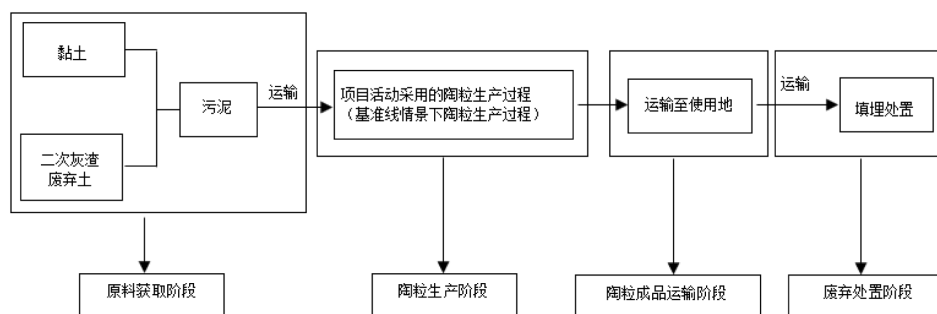 黏土
二次灰渣
废弃土
污泥
运输
项目活动采用的陶粒生产过程
（基准线情景下陶粒生产过程）
运输至使用地
运输
填埋处置
原料获取阶段
陶粒生产阶段
陶粒成品运输阶段
废弃处置阶段